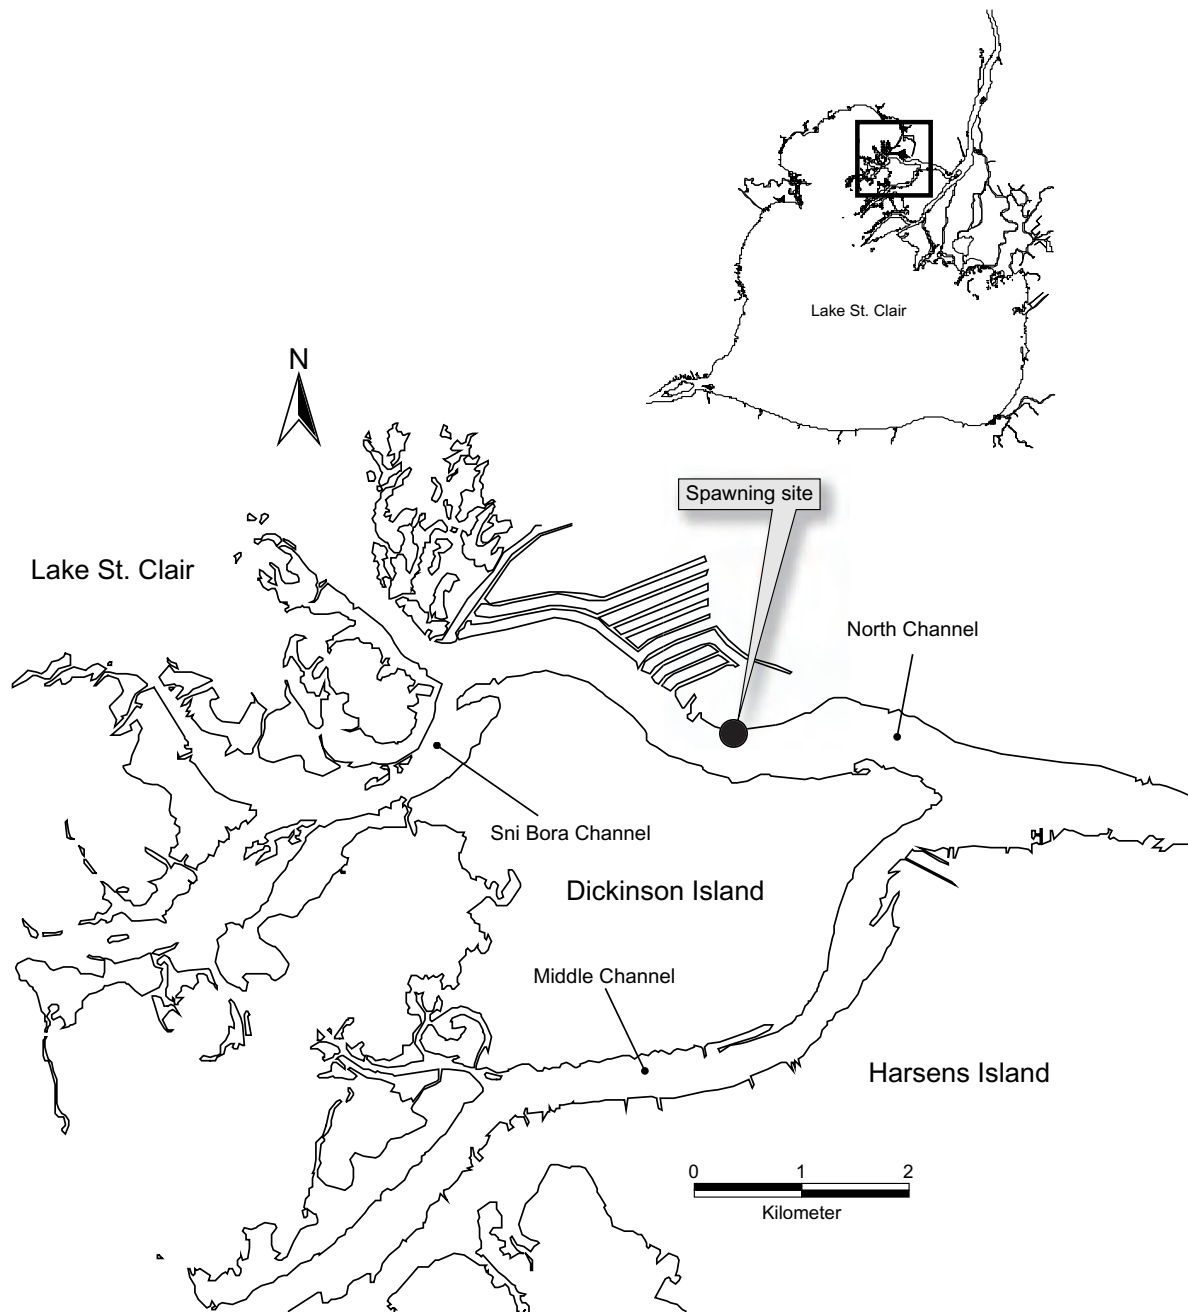 Lake St. Clair
N
Spawning site
Lake St. Clair
North Channel
Sni Bora Channel
Dickinson Island
Middle Channel
Harsens Island
0 1 2
Kilometer